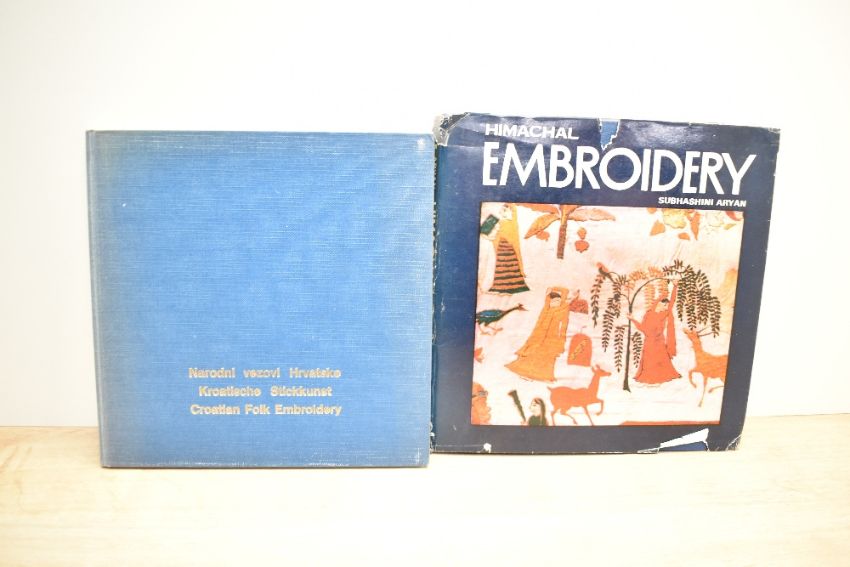 Narodni vezovi Hrvatske
Kroatische Stickkunst
Croatian Folk Embroidery
HIMACHAL
EMBROIDERY
SUBHASHINI ARYAN